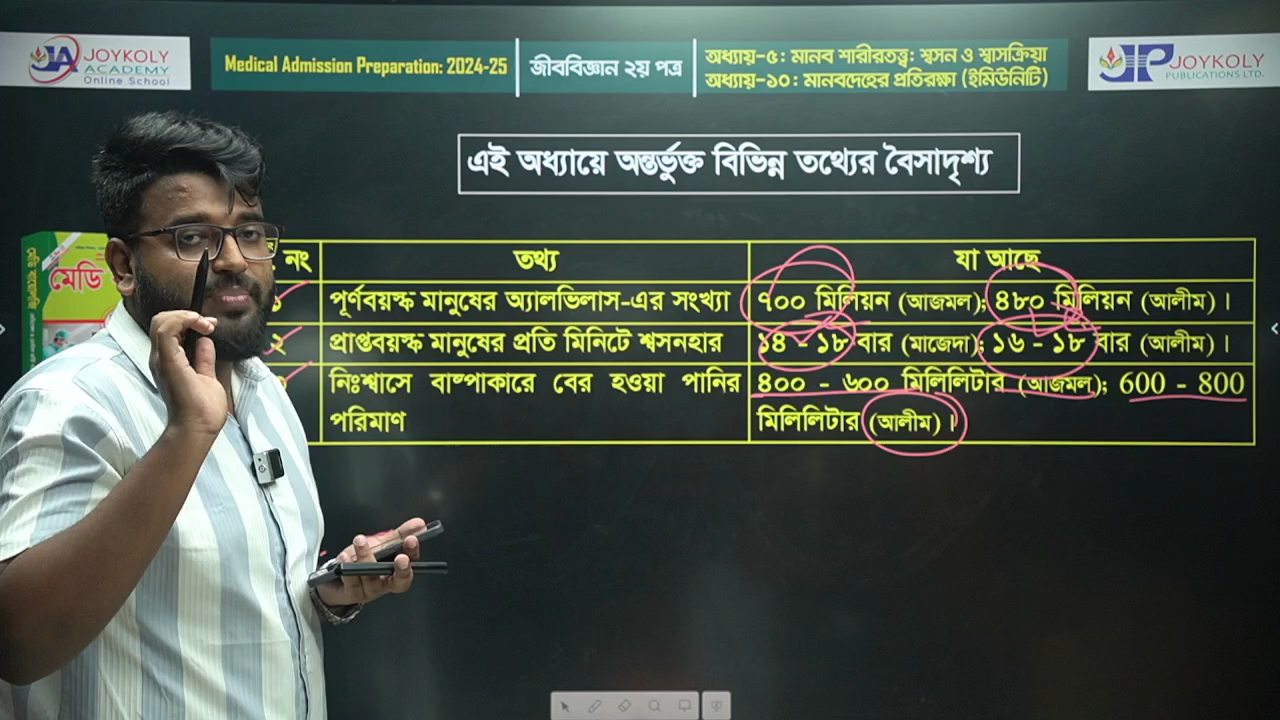 JA JOYKOLY
ACADEMY
Online School
Medical Admission Preparation: 2024-25
জীববিজ্ঞান ২য় পত্র
অধ্যায়-৫: মানব শারীরতত্ত্ব: শ্বসন ও শ্বাসক্রিয়া
অধ্যায়-১০: মানবদেহের প্রতিরক্ষা (ইমিউনিটি)
JP JOYKOLY
PUBLICATIONS LTD.
এই অধ্যায়ে অন্তর্ভুক্ত বিভিন্ন তথ্যের বৈসাদৃশ্য
মেডি
নং তথ্য যা আছে
পূর্ণবয়স্ক মানুষের অ্যালভিলাস-এর সংখ্যা ৭০০ মিলিয়ন (আজমল); ৪৮০ মিলিয়ন (আলীম)।
২ প্রাপ্তবয়স্ক মানুষের প্রতি মিনিটে শ্বসনহার ১৪ - ১৮ বার (মাজেদা); ১৬ - ১৮ বার (আলীম)।
নিঃশ্বাসে বাষ্পাকারে বের হওয়া পানির পরিমাণ ৪০০ - ৬০০ মিলিলিটার (আজমল); 600 - 800
মিলিলিটার (আলীম)।